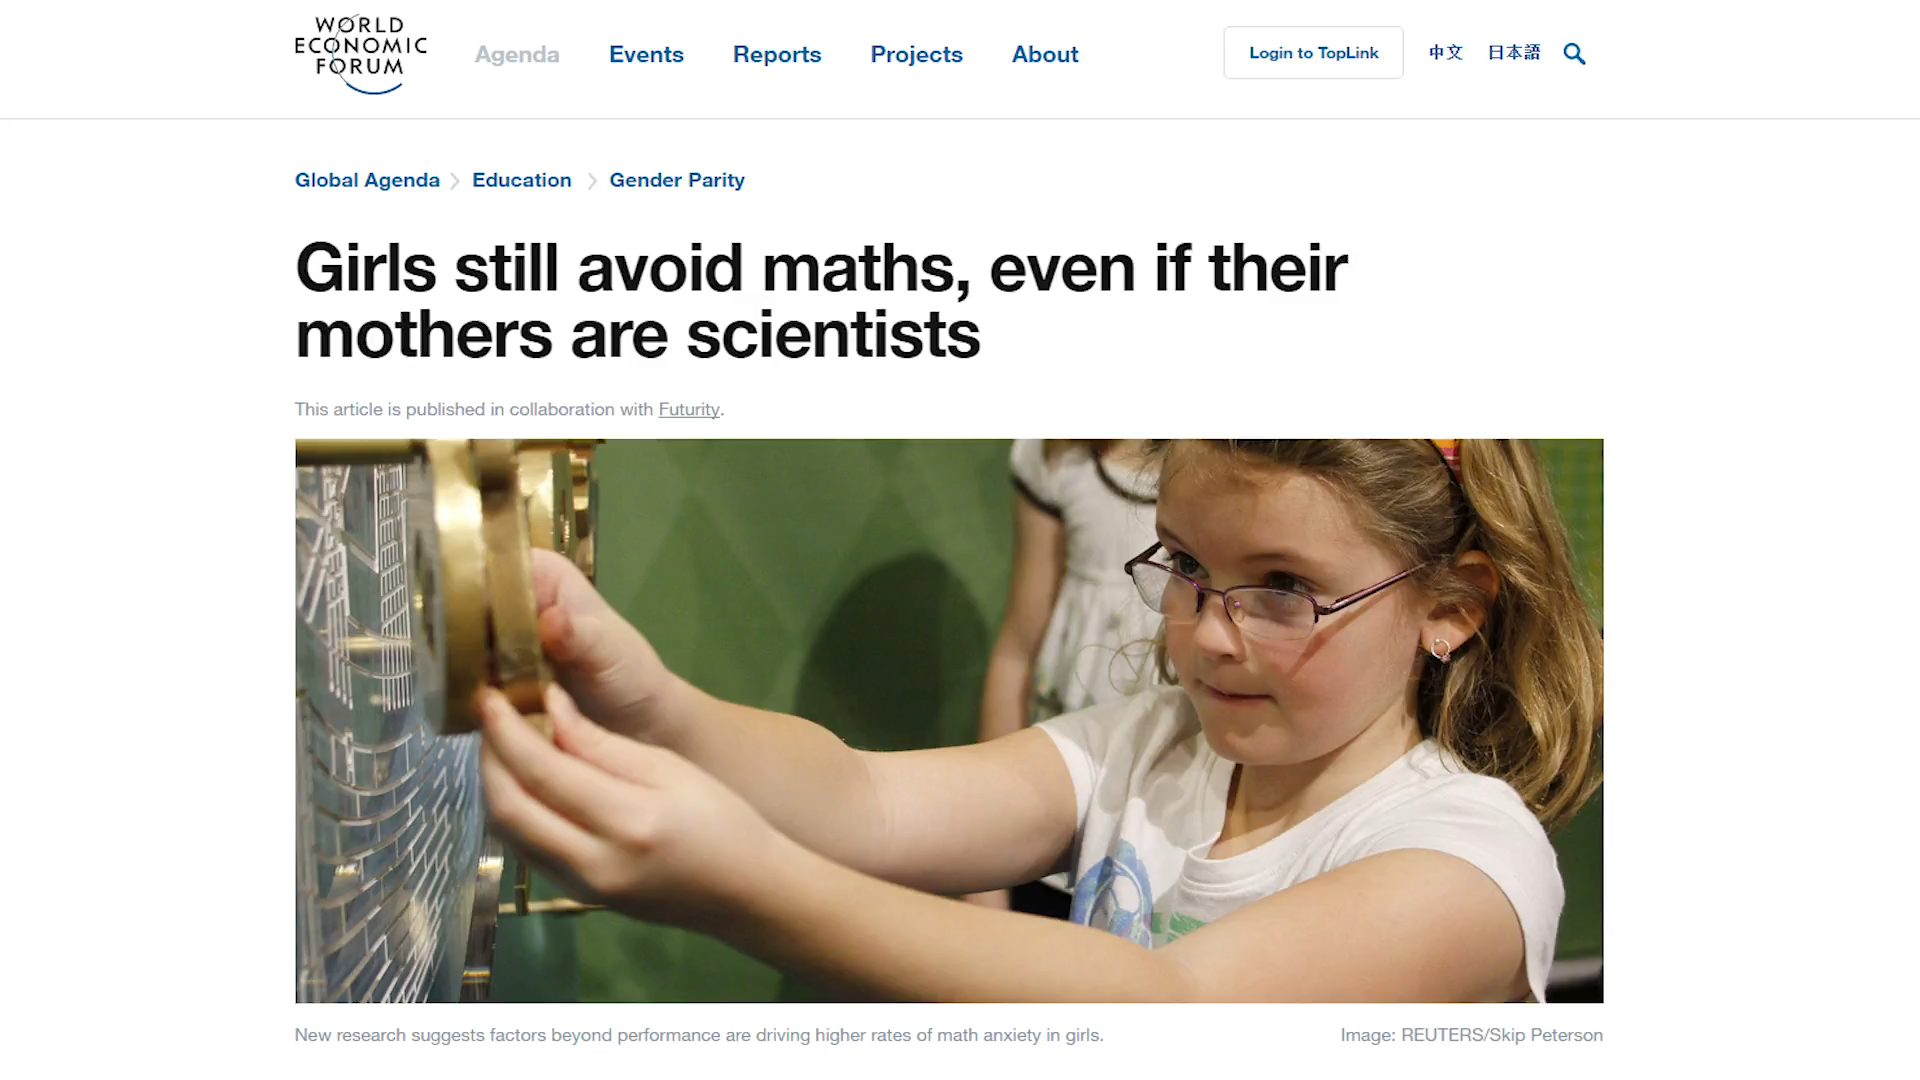 WORLD
ECONOMIC
FORUM
Agenda
Events
Reports
Projects
About
Login to TopLink
中文
日本語
Global Agenda
Education
Gender Parity
Girls still avoid maths, even if their
mothers are scientists
This article is published in collaboration with Futurity.
New research suggests factors beyond performance are driving higher rates of math anxiety in girls.
Image: REUTERS/Skip Peterson